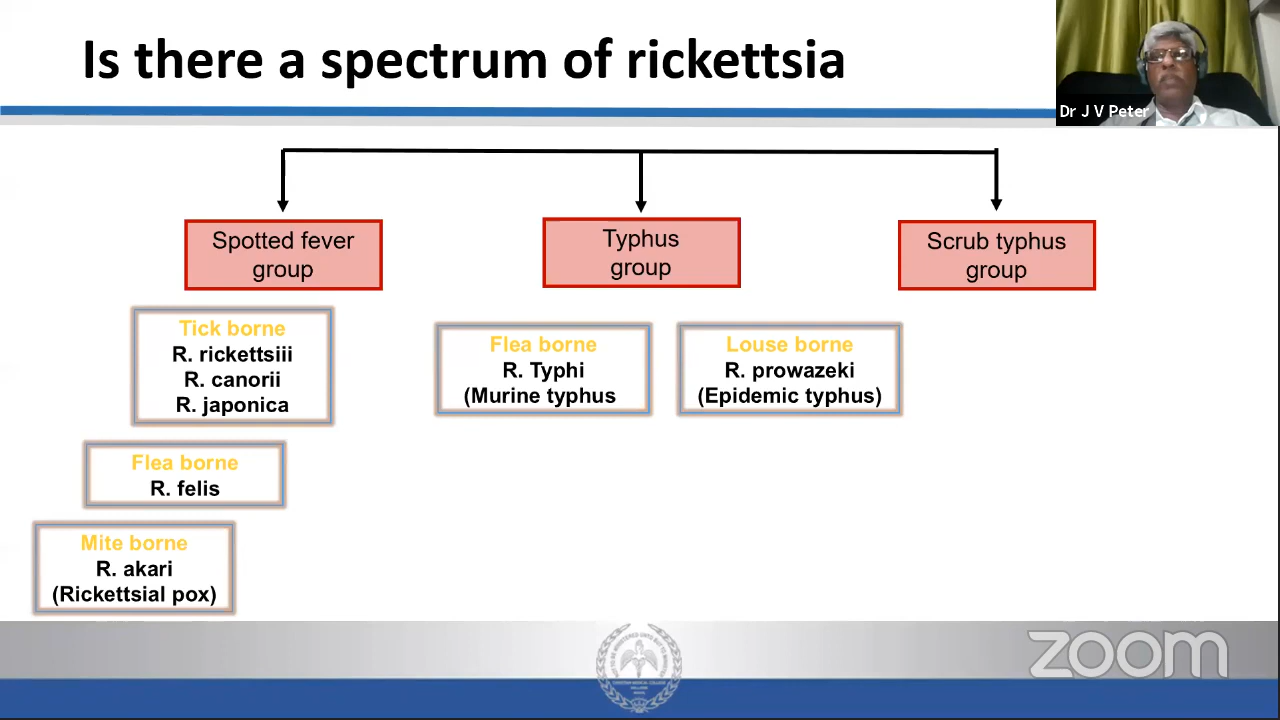 Is there a spectrum of rickettsia
Dr J V Peter
Spotted fever
group
Typhus
group
Scrub typhus
group
Tick borne
R. rickettsiii
R. canorii
R. japonica
Flea borne
R. Typhi
(Murine typhus
Louse borne
R. prowazeki
(Epidemic typhus)
Flea borne
R. felis
Mite borne
R. akari
(Rickettsial pox)
zoom